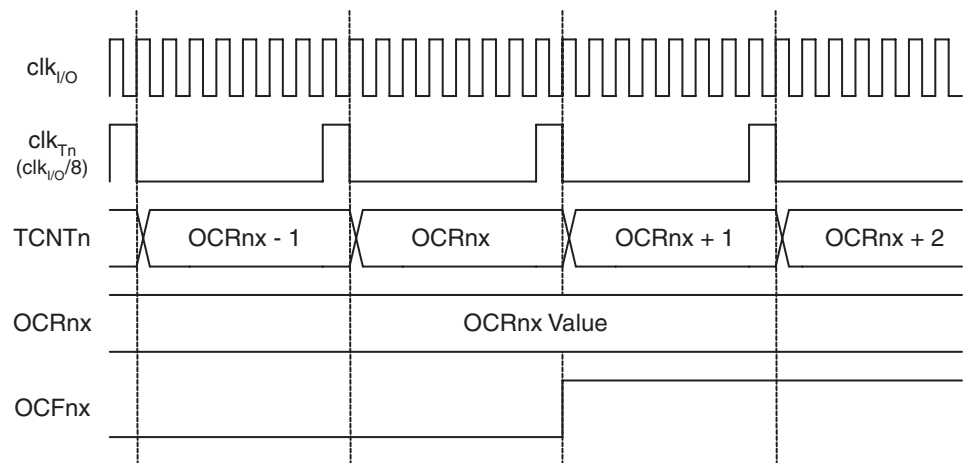 clkI/O
clkTn
(clkI/O/8)
TCNTn OCRnx - 1 OCRnx OCRnx + 1 OCRnx + 2
OCRnx OCRnx Value
OCFnx